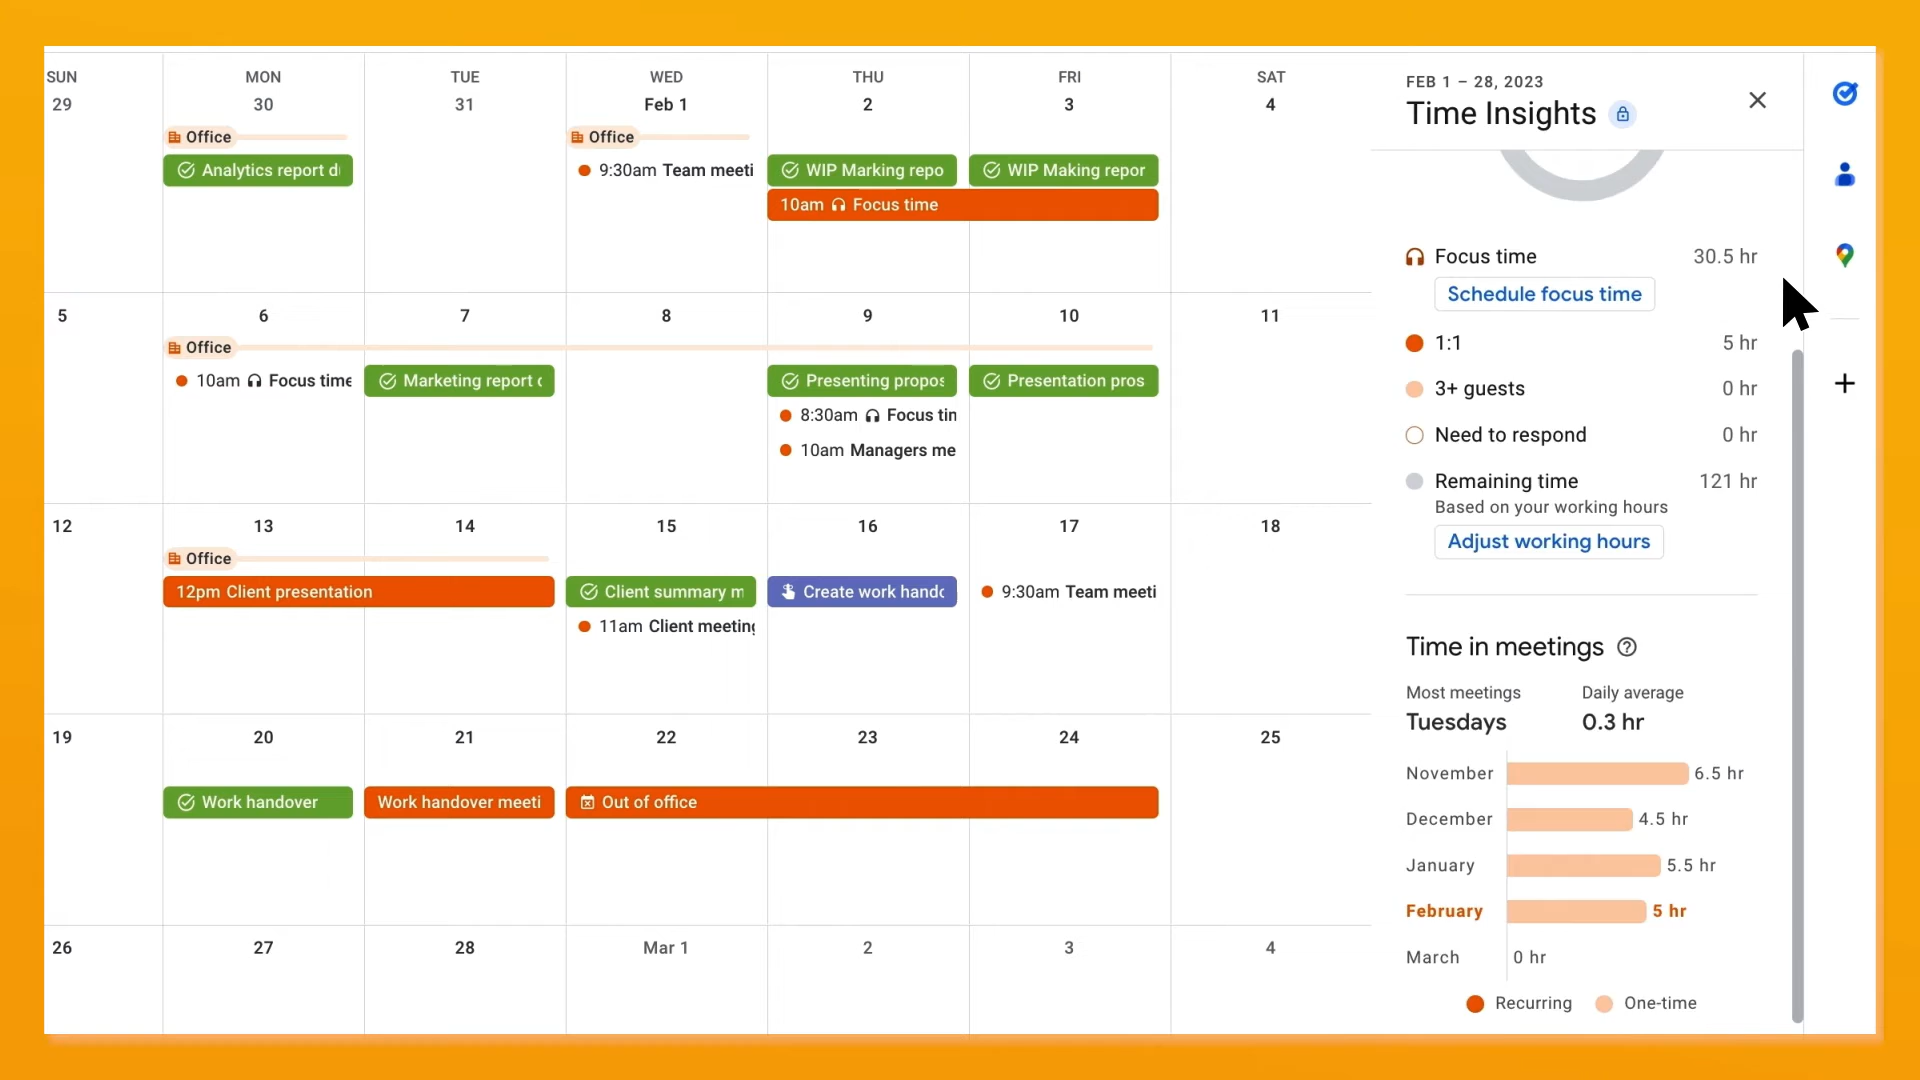 SUN MON TUE WED THU FRI SAT
29 30 31 Feb 1 2 3 4
Office Office
Analytics report d 9:30am Team meeti WIP Marking repo WIP Making repor
10am Focus time
5 6 7 8 9 10 11
Office
10am Focus time Marketing report Presenting propos Presentation pros
8:30am Focus tin
10am Managers me
12 13 14 15 16 17 18
Office
12pm Client presentation Client summary m Create work handc 9:30am Team meeti
11am Client meeting
19 20 21 22 23 24 25
Work handover Work handover meeti Out of office
26 27 28 Mar 1 2 3 4
FEB 1 – 28, 2023
Time Insights
Focus time 30.5 hr
Schedule focus time
1:1 5 hr
3+ guests 0 hr
Need to respond 0 hr
Remaining time 121 hr
Based on your working hours
Adjust working hours
Time in meetings
Most meetings Daily average
Tuesdays 0.3 hr
November 6.5 hr
December 4.5 hr
January 5.5 hr
February 5 hr
March 0 hr
Recurring One-time